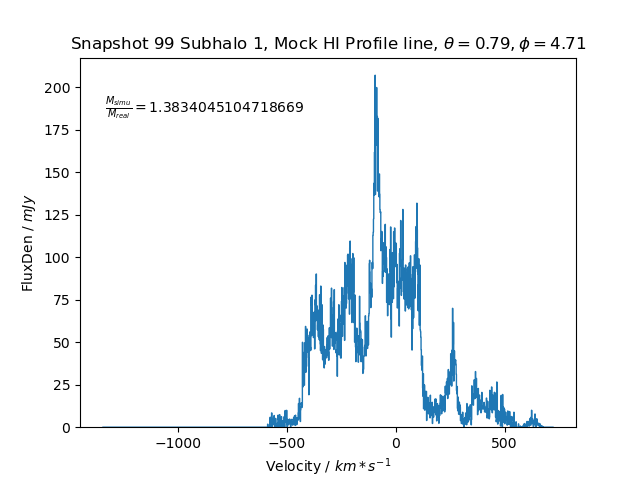 Snapshot 99 Subhalo 1, Mock HI Profile line, θ = 0.79, ϕ = 4.71
M_simu/M_real = 1.3834045104718669
FluxDen / mJy
200
175
150
125
100
75
50
25
0
−1000 −500 0 500
Velocity / km * s⁻¹